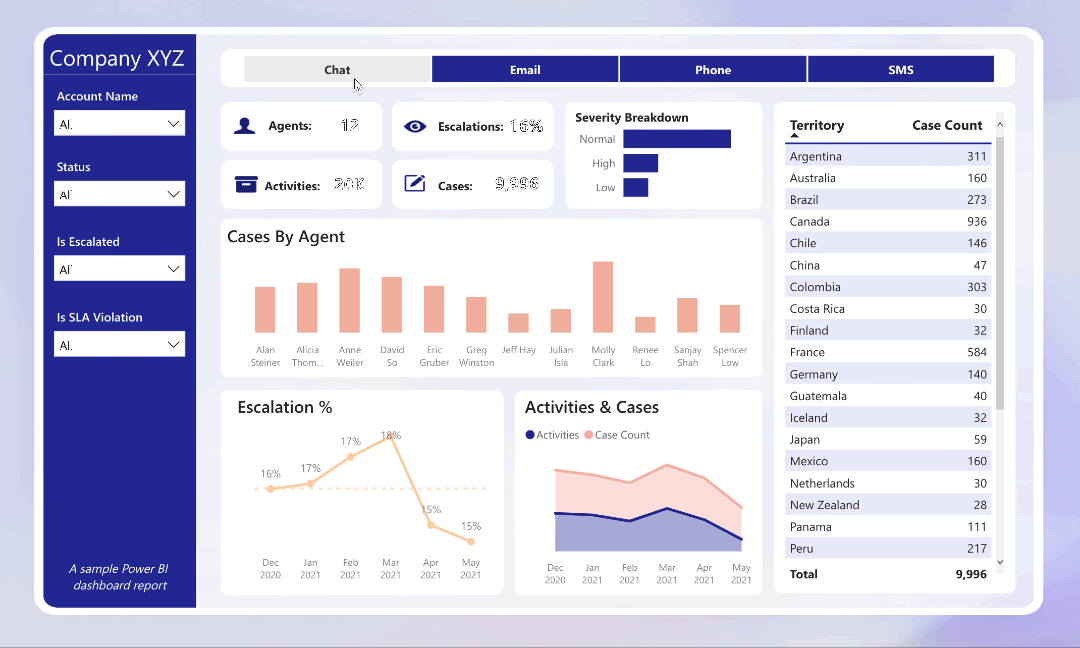 Company XYZ
Account Name
Al
Status
Al
Is Escalated
Al
Is SLA Violation
Al
A sample Power BI
dashboard report
Chat Email Phone SMS
Agents: 12
Escalations: 16%
Activities: 20K
Cases: 9,996
Severity Breakdown
Normal
High
Low
Cases By Agent
Alan Steiner
Alicia Thom...
Anne Weiler
David So
Eric Gruber
Greg Winston
Jeff Hay
Julian Isla
Molly Clark
Renee Lo
Sanjay Shah
Spencer Low
Escalation %
16% 17% 17% 18% 15% 15%
Dec Jan Feb Mar Apr May
2020 2021 2021 2021 2021 2021
Activities & Cases
Activities Case Count
Dec Jan Feb Mar Apr May
2020 2021 2021 2021 2021 2021
Territory Case Count
Argentina 311
Australia 160
Brazil 273
Canada 936
Chile 146
China 47
Colombia 303
Costa Rica 30
Finland 32
France 584
Germany 140
Guatemala 40
Iceland 32
Japan 59
Mexico 160
Netherlands 30
New Zealand 28
Panama 111
Peru 217
Total 9,996